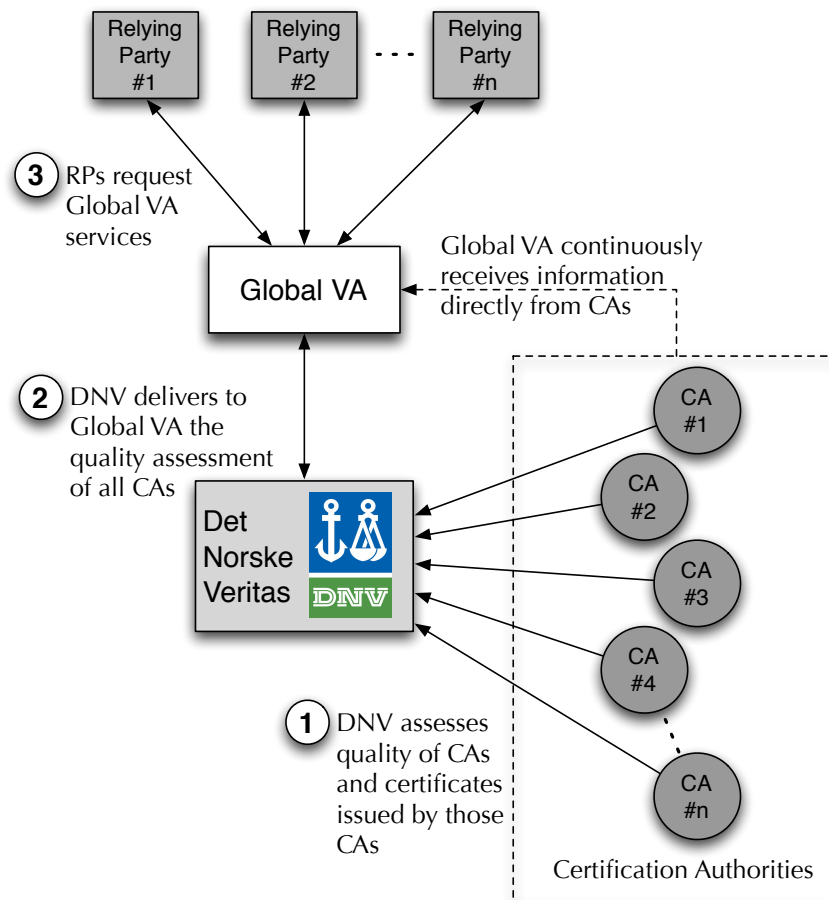 Relying
Party
#1
Relying
Party
#2
Relying
Party
#n
3
RPs request
Global VA
services
Global VA continuously
receives information
directly from CAs
Global VA
2
DNV delivers to
Global VA the
quality assessment
of all CAs
CA
#1
CA
#2
CA
#3
CA
#4
CA
#n
Det
Norske
Veritas
DNV
1
DNV assesses
quality of CAs
and certificates
issued by those
CAs
Certification Authorities